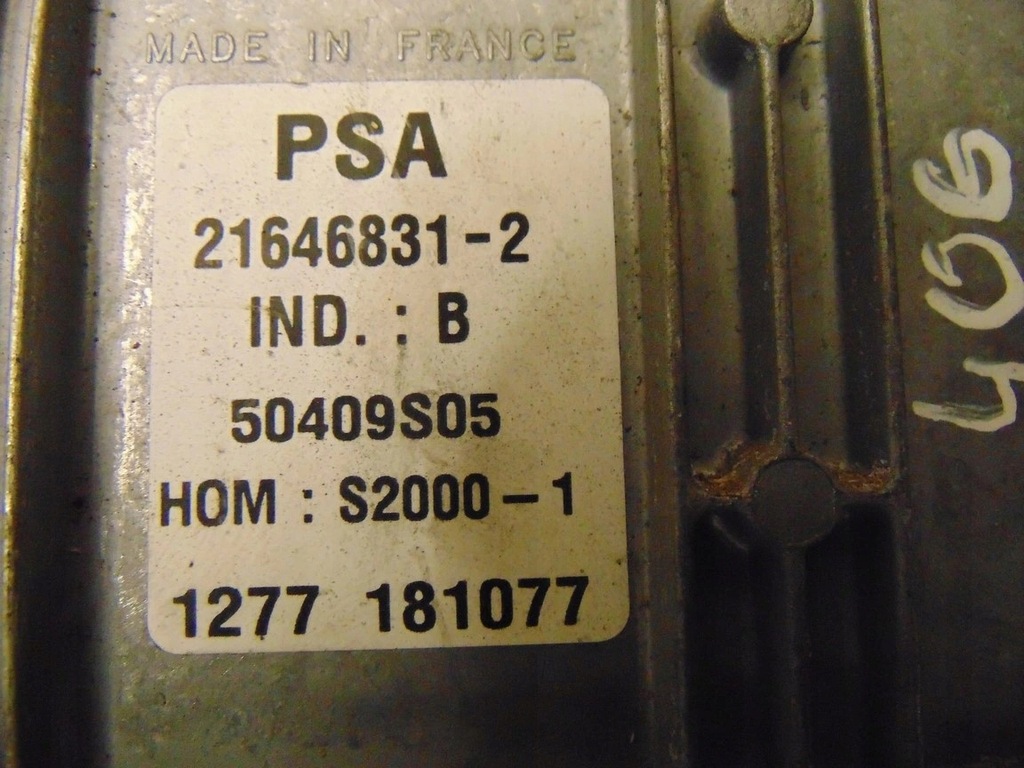 MADE IN FRANCE
PSA
21646831-2
IND. : B
50409S05
HOM : S2000-1
1277 181077
406